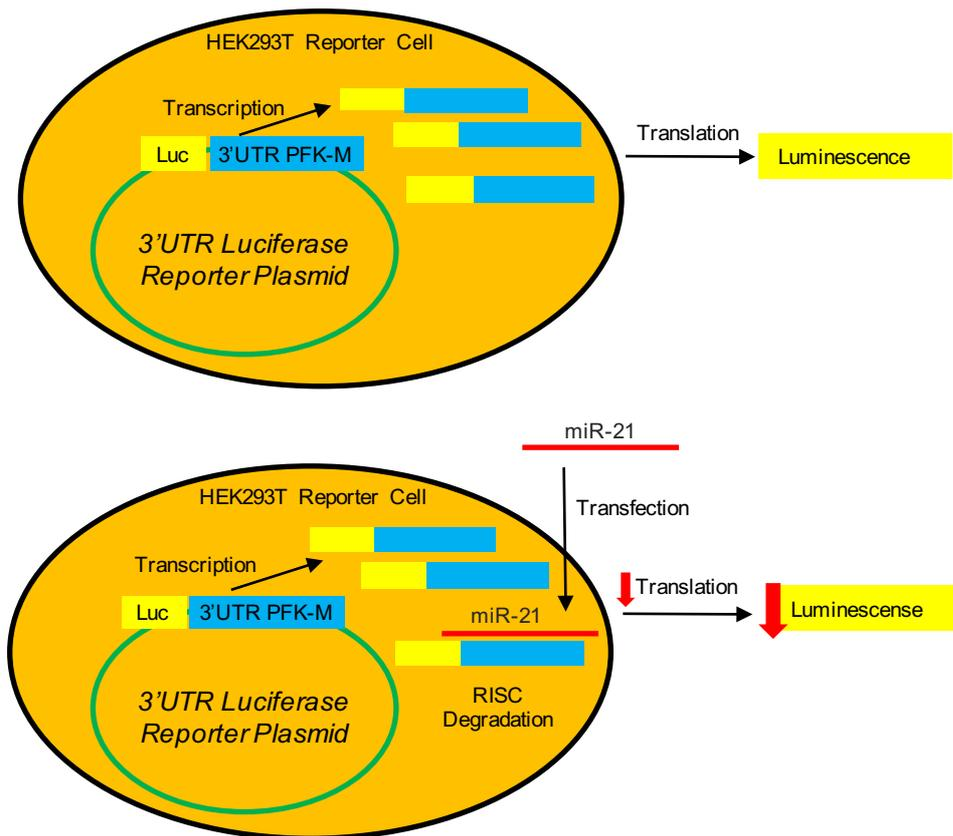 HEK293T Reporter Cell
Transcription
Luc
3'UTR PFK-M
3'UTR Luciferase
Reporter Plasmid
Translation
Luminescence
miR-21
Transfection
HEK293T Reporter Cell
Transcription
Luc
3'UTR PFK-M
3'UTR Luciferase
Reporter Plasmid
miR-21
RISC
Degradation
Translation
Luminescense